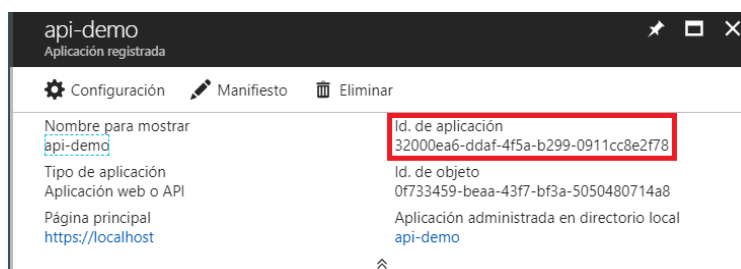 api-demo
Aplicación registrada
Configuración
Manifiesto
Eliminar
Nombre para mostrar
api-demo
Id. de aplicación
32000ea6-ddaf-4f5a-b299-0911cc8e2f78
Tipo de aplicación
Aplicación web o API
Id. de objeto
0f733459-beaa-43f7-bf3a-5050480714a8
Página principal
https://localhost
Aplicación administrada en directorio local
api-demo